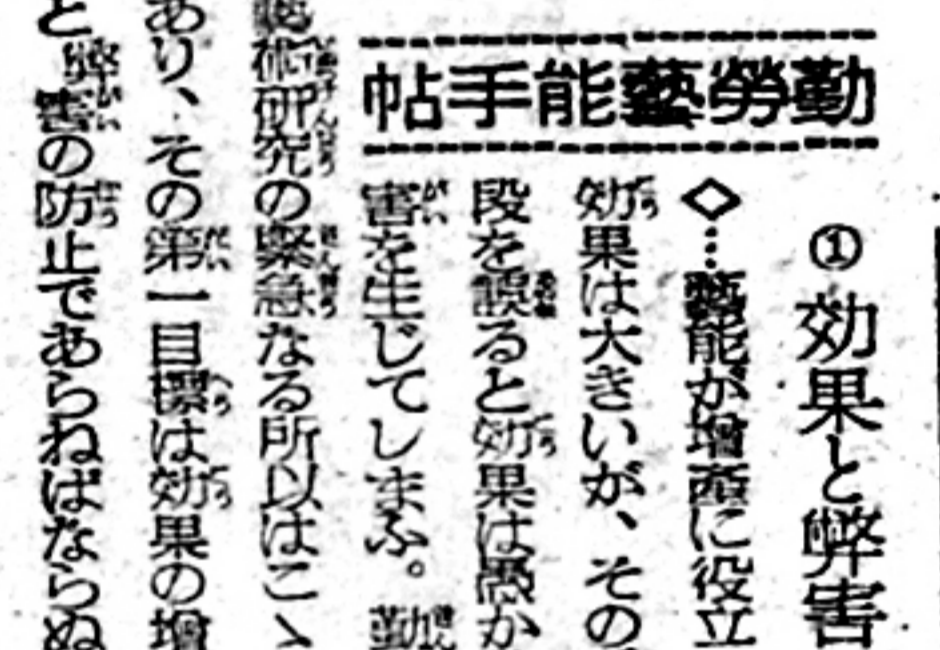 勤勞藝能手帖
① 効果と弊害
◇…藝能が増産に役立
効果は大きいが、その
段を誤ると効果は愚か
害を生じてしまふ。勤
藝術研究の緊急なる所以はこゝ
あり、その第一目標は効果の増
と弊害の防止であらねばならぬ